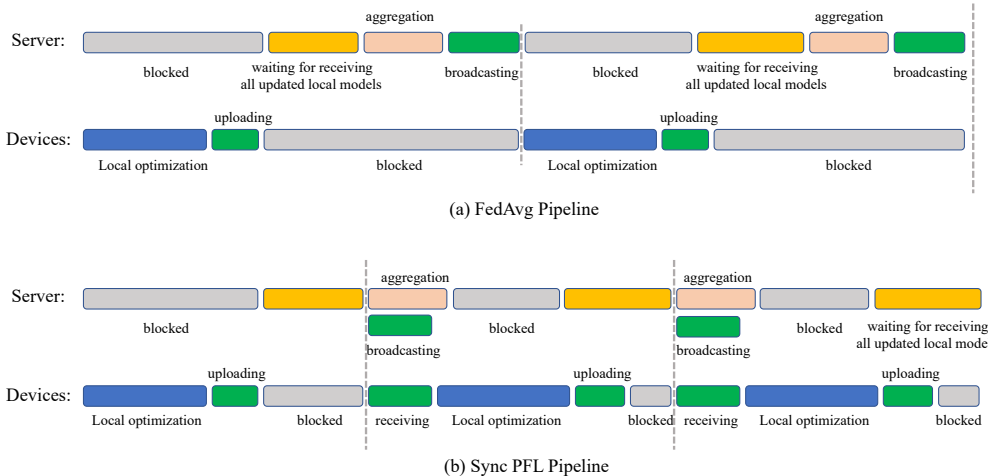 aggregation aggregation
Server:
blocked waiting for receiving broadcasting blocked waiting for receiving broadcasting
all updated local models all updated local models
uploading uploading
Devices:
Local optimization blocked Local optimization blocked
(a) FedAvg Pipeline
aggregation aggregation
Server:
blocked blocked blocked waiting for receiving
broadcasting broadcasting all updated local mode
uploading uploading uploading
Devices:
Local optimization blocked receiving Local optimization blocked receiving Local optimization blocked
(b) Sync PFL Pipeline